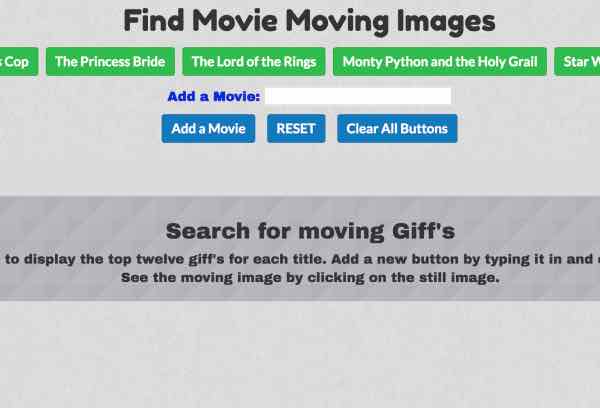 Find Movie Moving Images
s Cop The Princess Bride The Lord of the Rings Monty Python and the Holy Grail Star W
Add a Movie:
Add a Movie RESET Clear All Buttons
Search for moving Giff's
to display the top twelve giff's for each title. Add a new button by typing it in and
See the moving image by clicking on the still image.